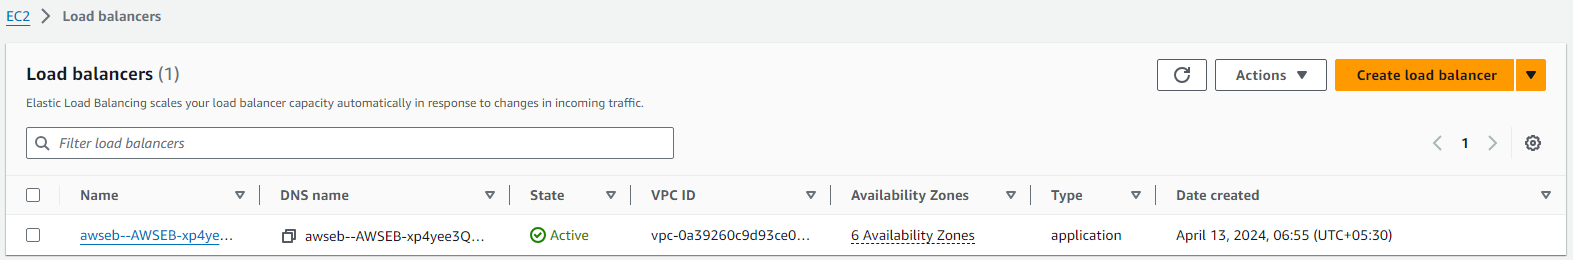 EC2 > Load balancers
Load balancers (1)
Actions
Create load balancer
Elastic Load Balancing scales your load balancer capacity automatically in response to changes in incoming traffic.
Filter load balancers
1
Name DNS name State VPC ID Availability Zones Type Date created
awseb--AWSEB-xp4ye... awseb--AWSEB-xp4yee3Q... Active vpc-0a39260c9d93ce0... 6 Availability Zones application April 13, 2024, 06:55 (UTC+05:30)